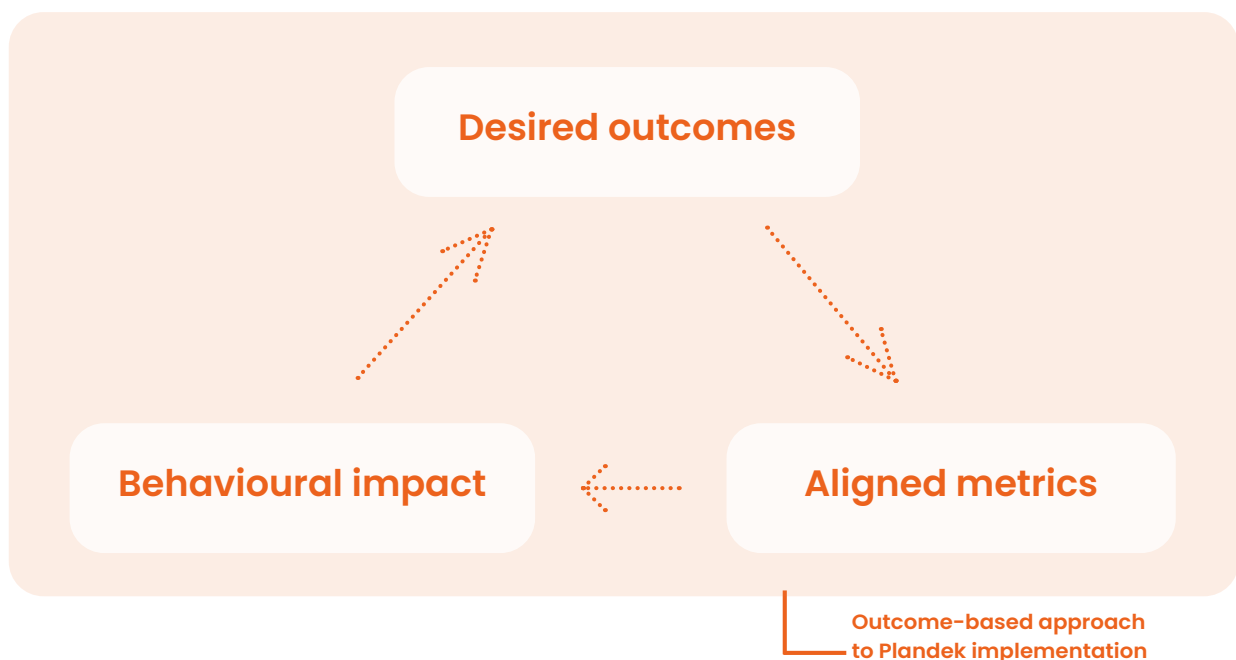 Desired outcomes
Behavioural impact
Aligned metrics
Outcome-based approach
to Plandek implementation